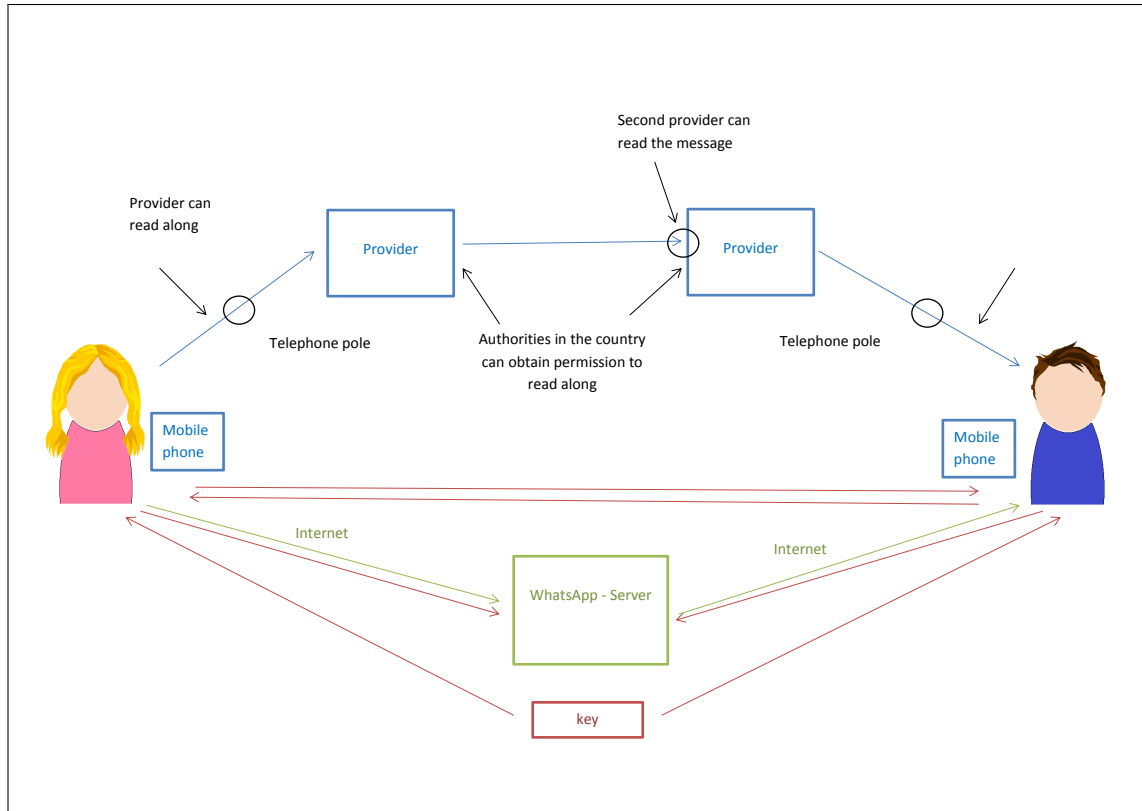 Second provider can
read the message
Provider can
read along
Provider
Provider
Telephone pole
Authorities in the country
can obtain permission to
read along
Telephone pole
Mobile
phone
Mobile
phone
Internet
Internet
WhatsApp - Server
key